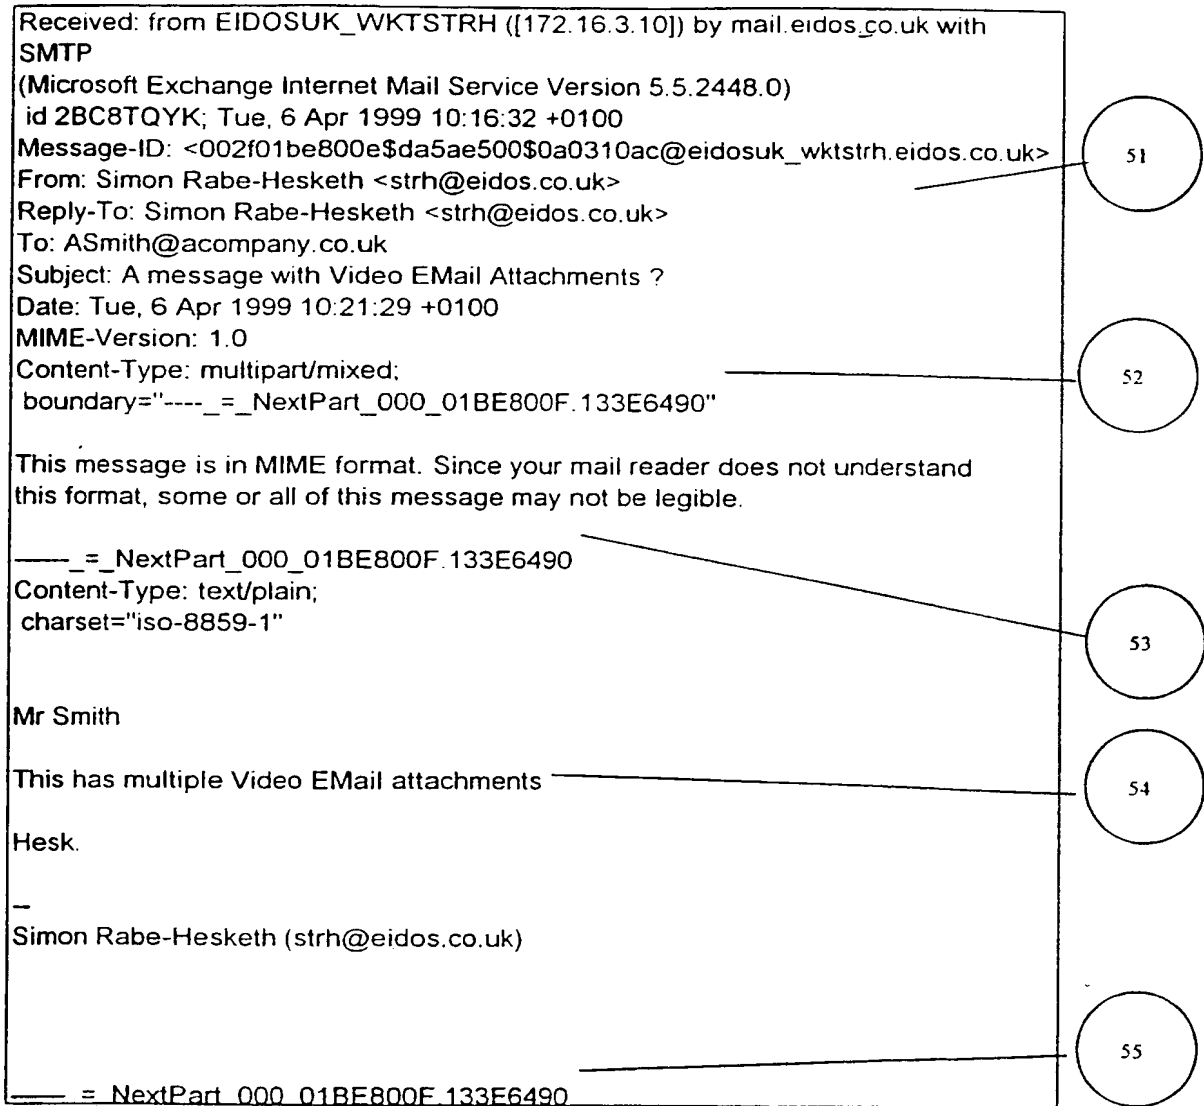 Received: from EIDOSUK_WKTSTRH ([172.16.3.10]) by mail.eidos.co.uk with
SMTP
(Microsoft Exchange Internet Mail Service Version 5.5.2448.0)
id 2BC8TQYK; Tue, 6 Apr 1999 10:16:32 +0100
Message-ID: <002f01be800e$da5ae500$0a0310ac@eidosuk_wktstrh.eidos.co.uk>
51
From: Simon Rabe-Hesketh <strh@eidos.co.uk>
Reply-To: Simon Rabe-Hesketh <strh@eidos.co.uk>
To: ASmith@acompany.co.uk
Subject: A message with Video EMail Attachments ?
Date: Tue, 6 Apr 1999 10:21:29 +0100
MIME-Version: 1.0
Content-Type: multipart/mixed;
52
boundary="----_=_NextPart_000_01BE800F.133E6490"
This message is in MIME format. Since your mail reader does not understand
this format, some or all of this message may not be legible.
------_=_NextPart_000_01BE800F.133E6490
Content-Type: text/plain;
charset="iso-8859-1"
53
Mr Smith
This has multiple Video EMail attachments
54
Hesk.
--
Simon Rabe-Hesketh (strh@eidos.co.uk)
55
------_=_NextPart_000_01BE800F.133E6490